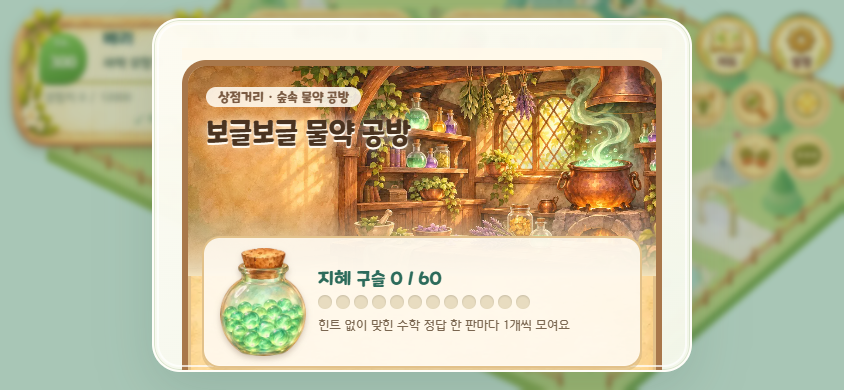 상점거리 · 숲속 물약 공방
보글보글 물약 공방
지혜 구슬 0 / 60
힌트 없이 맞힌 수학 정답 한 판마다 1개씩 모여요